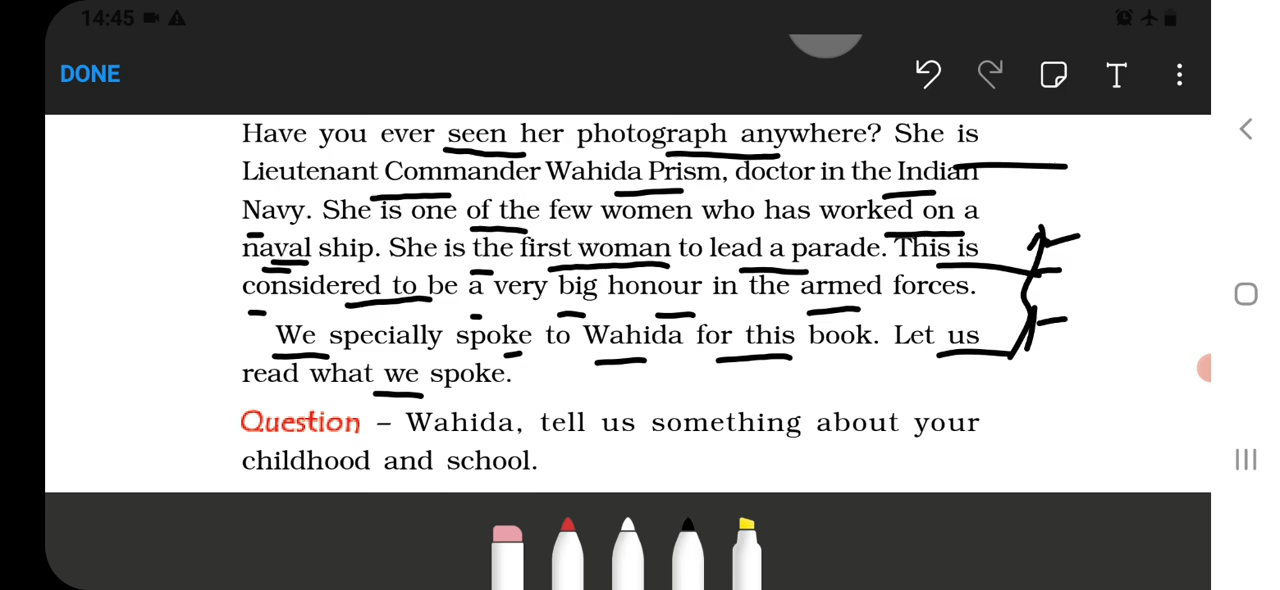 14:45
DONE
T
Have you ever seen her photograph anywhere? She is
Lieutenant Commander Wahida Prism, doctor in the Indian
Navy. She is one of the few women who has worked on a
naval ship. She is the first woman to lead a parade. This is
considered to be a very big honour in the armed forces.
We specially spoke to Wahida for this book. Let us
read what we spoke.
Question – Wahida, tell us something about your
childhood and school.